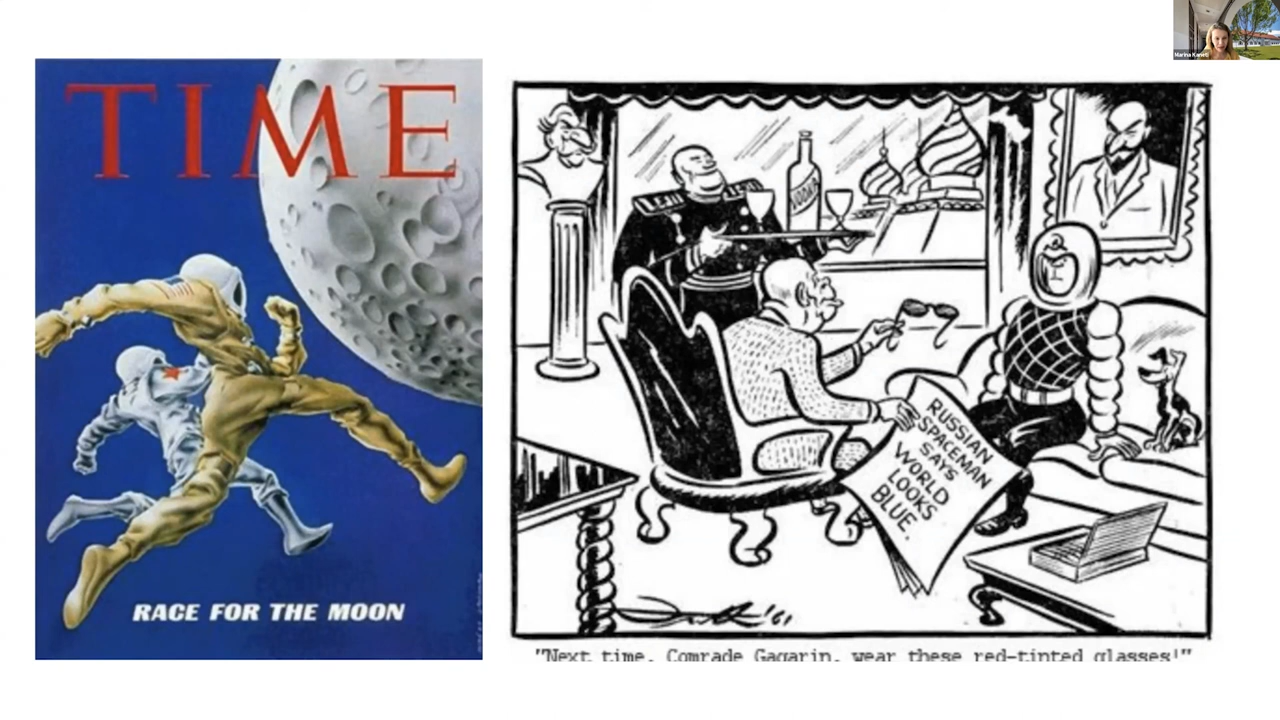 TIME
RACE FOR THE MOON
VODKA
RUSSIAN
SPACEMAN
SAYS
WORLD
LOOKS
BLUE.
'61
"Next time, Comrade Gagarin, wear these red-tinted glasses!"